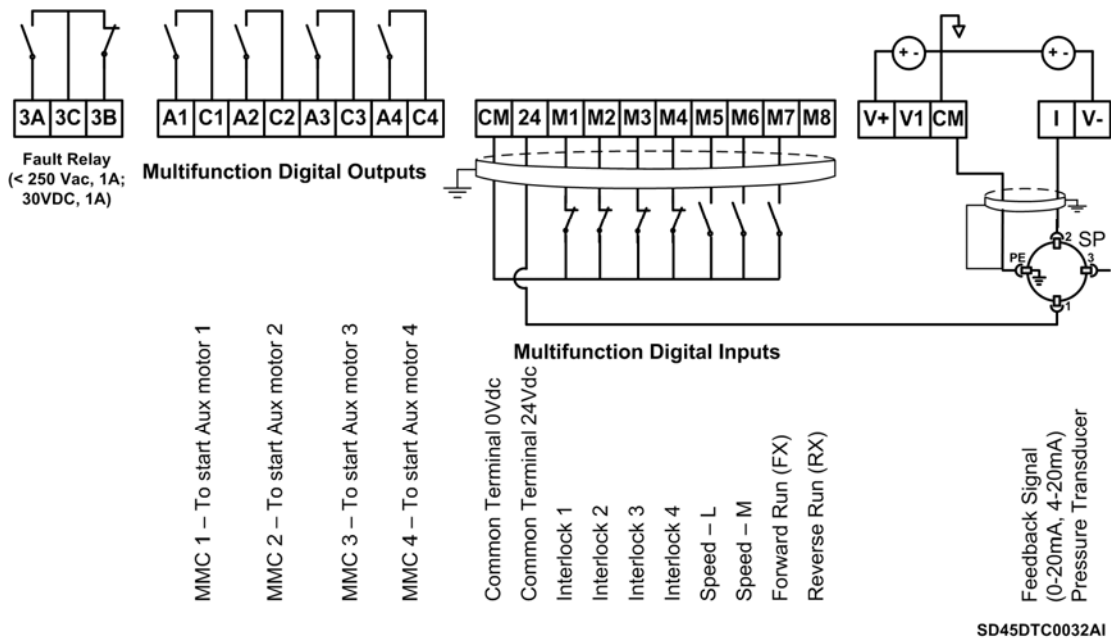 + -
+ -
3A 3C 3B
A1 C1 A2 C2 A3 C3 A4 C4
CM 24 M1 M2 M3 M4 M5 M6 M7 M8
V+ V1 CM
I V-
Fault Relay
(< 250 Vac, 1A;
30VDC, 1A)
Multifunction Digital Outputs
2
SP
PE
3
1
Multifunction Digital Inputs
MMC 1 – To start Aux motor 1
MMC 2 – To start Aux motor 2
MMC 3 – To start Aux motor 3
MMC 4 – To start Aux motor 4
Common Terminal 0Vdc
Common Terminal 24Vdc
Interlock 1
Interlock 2
Interlock 3
Interlock 4
Speed – L
Speed – M
Forward Run (FX)
Reverse Run (RX)
Feedback Signal
(0-20mA, 4-20mA)
Pressure Transducer
SD45DTC0032AI